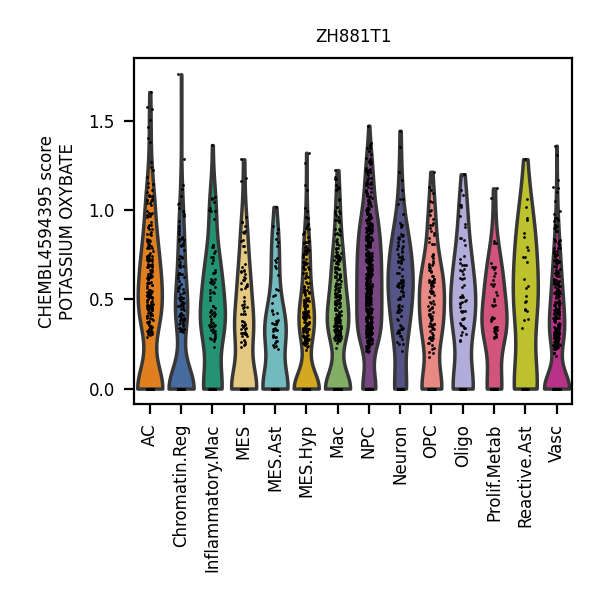 ZH881T1
CHEMBL4594395 score
POTASSIUM OXYBATE
1.5
1.0
0.5
0.0
AC
Chromatin.Reg
Inflammatory.Mac
MES
MES.Ast
MES.Hyp
Mac
NPC
Neuron
OPC
Oligo
Prolif.Metab
Reactive.Ast
Vasc